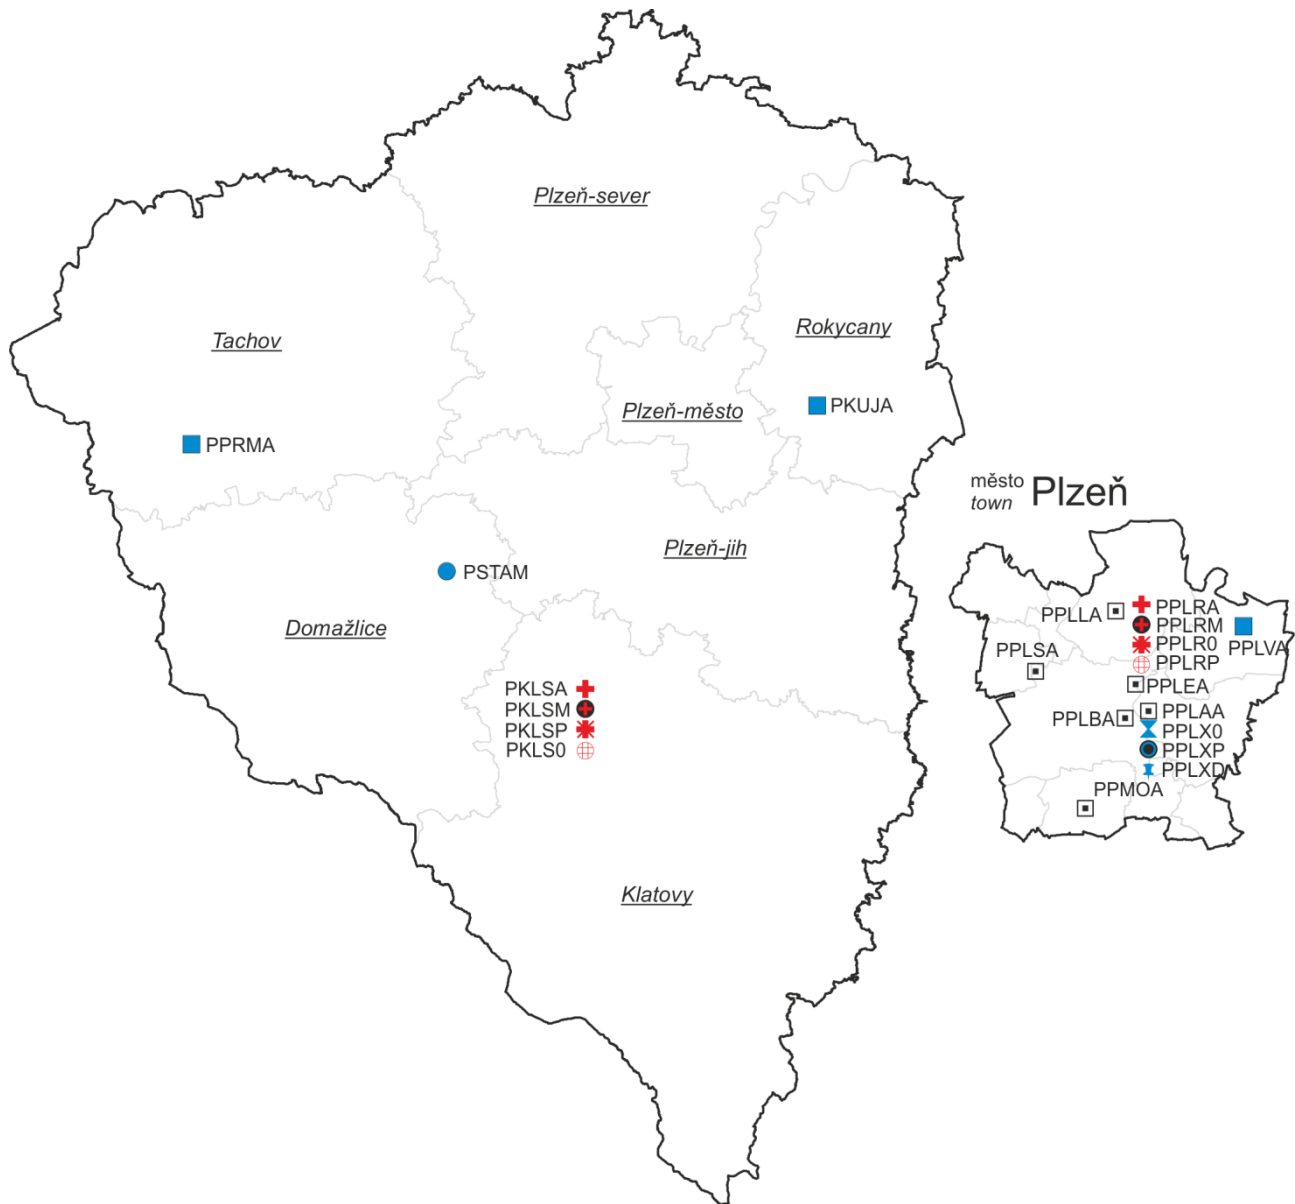 Plzeň-sever
Tachov
Rokycany
PKUJA
Plzeň-město
PPRMA
Plzeň-jih
PSTAM
Domažlice
PKLSA
PKLSM
PKLSP
PKLS0
Klatovy
město
town
Plzeň
PPLLA
PPLRA
PPLRM
PPLR0
PPLRP
PPLVA
PPLSA
PPLEA
PPLBA
PPLAA
PPLX0
PPLXP
PPLXD
PPMOA